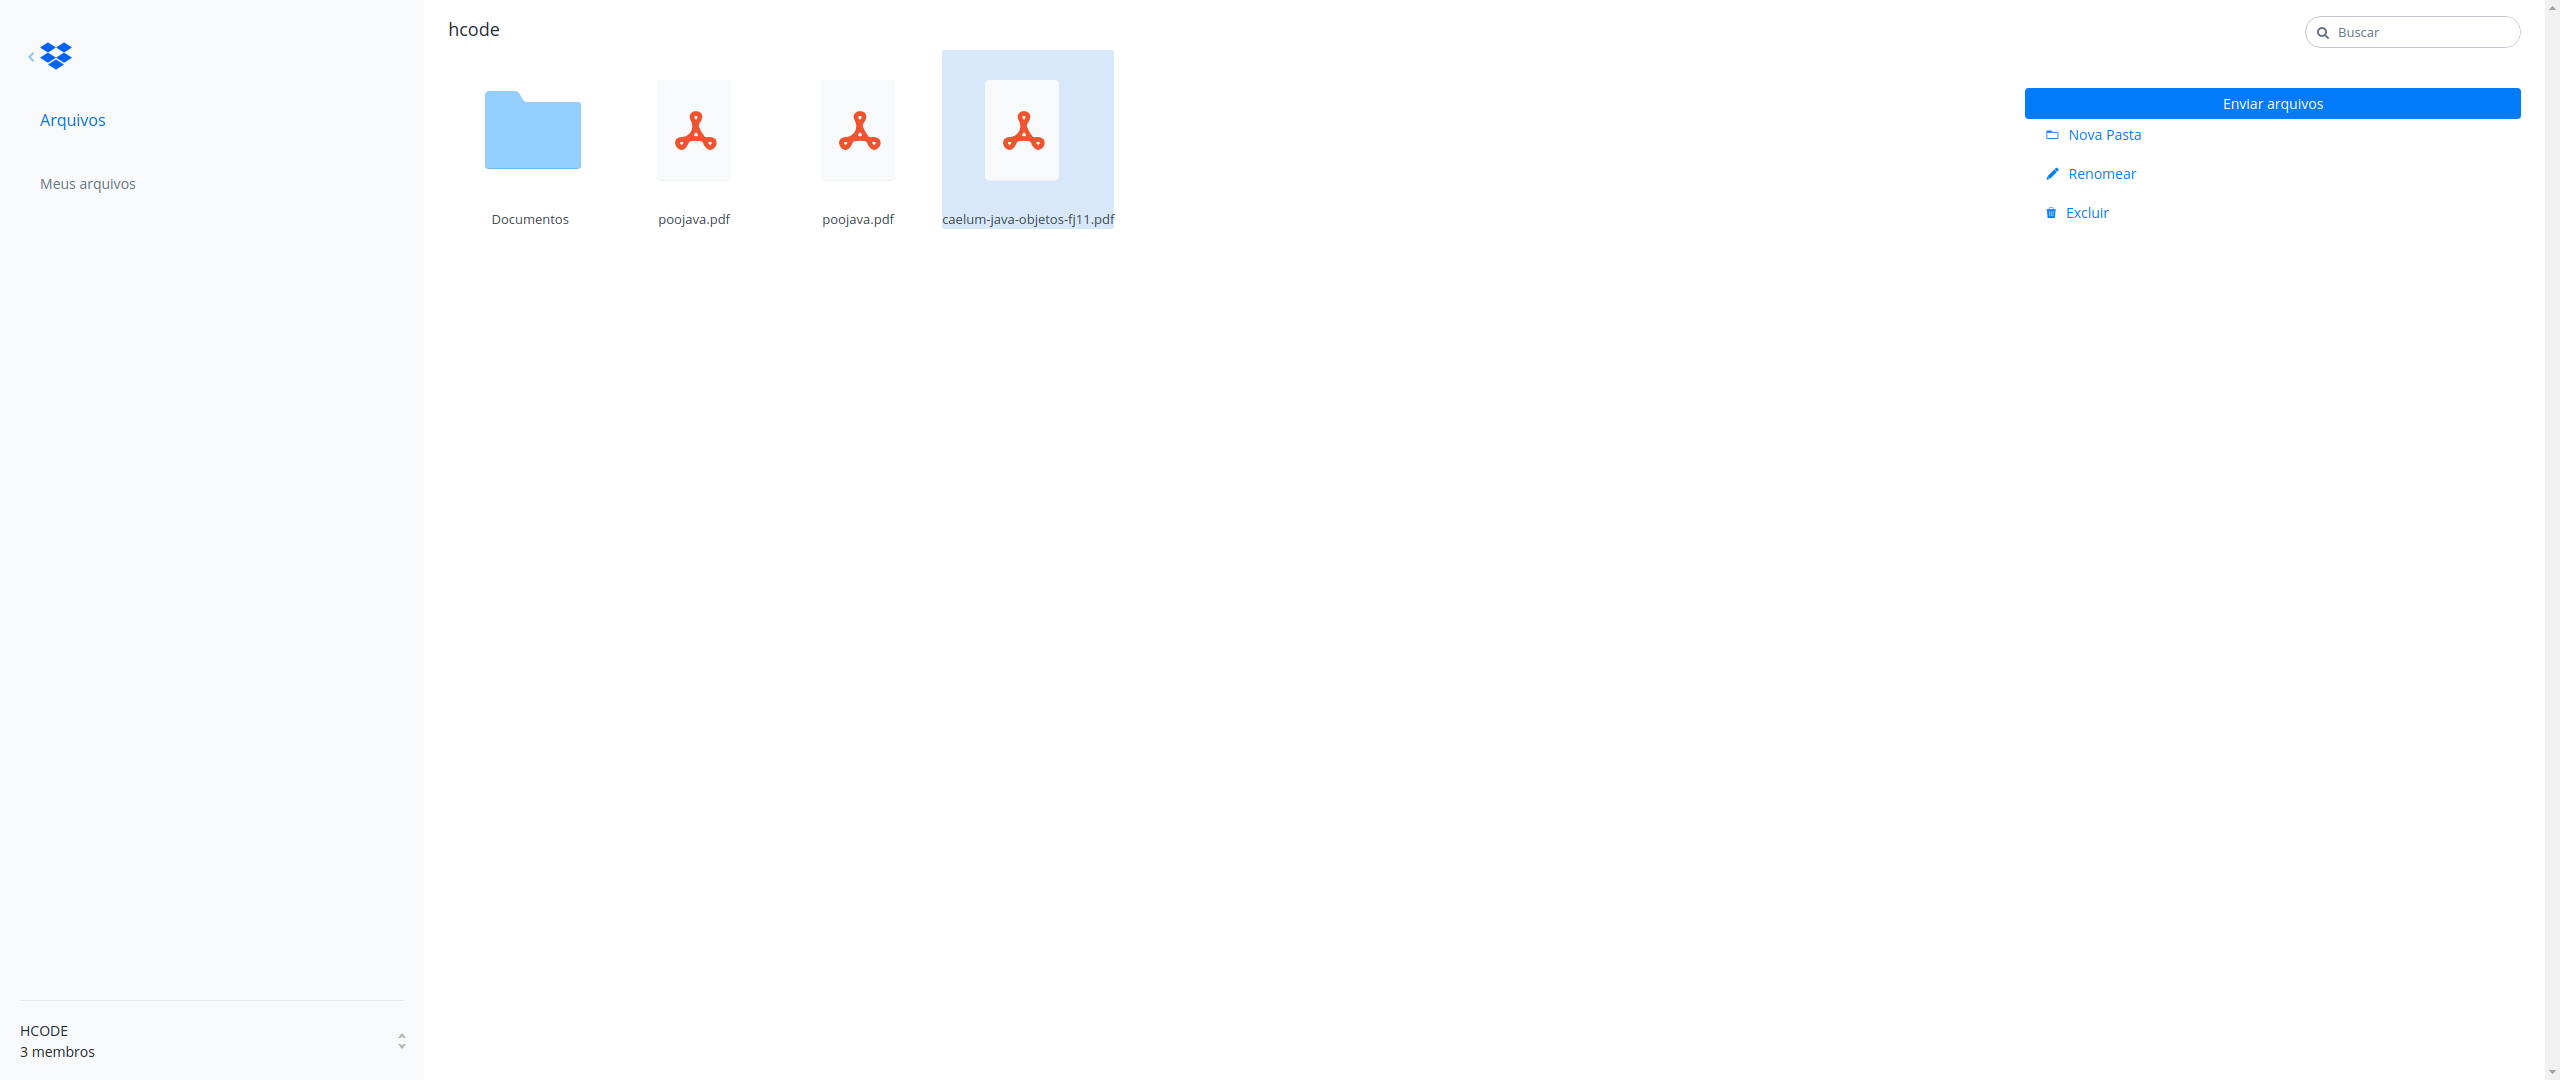 hcode
Buscar
Arquivos
Meus arquivos
Documentos
poojava.pdf
poojava.pdf
caelum-java-objetos-fj11.pdf
Enviar arquivos
Nova Pasta
Renomear
Excluir
HCODE
3 membros